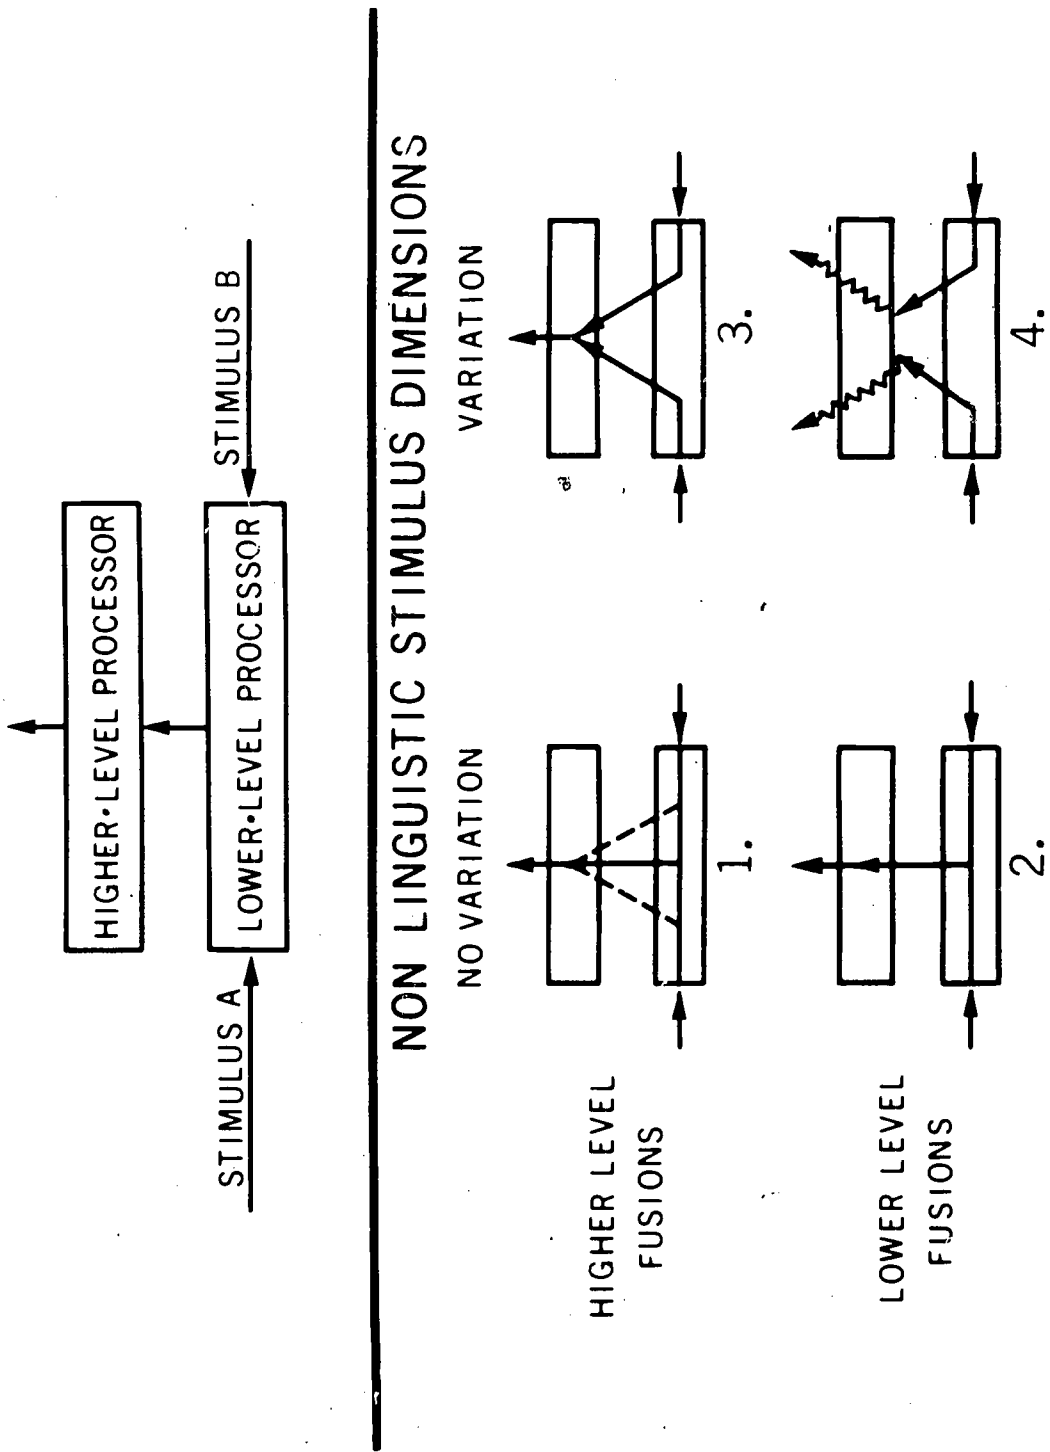 HIGHER•LEVEL PROCESSOR
STIMULUS A
STIMULUS B
LOWER•LEVEL PROCESSOR
NON LINGUISTIC STIMULUS DIMENSIONS
NO VARIATION
VARIATION
HIGHER LEVEL
FUSIONS
1.
3.
LOWER LEVEL
FUSIONS
2.
4.